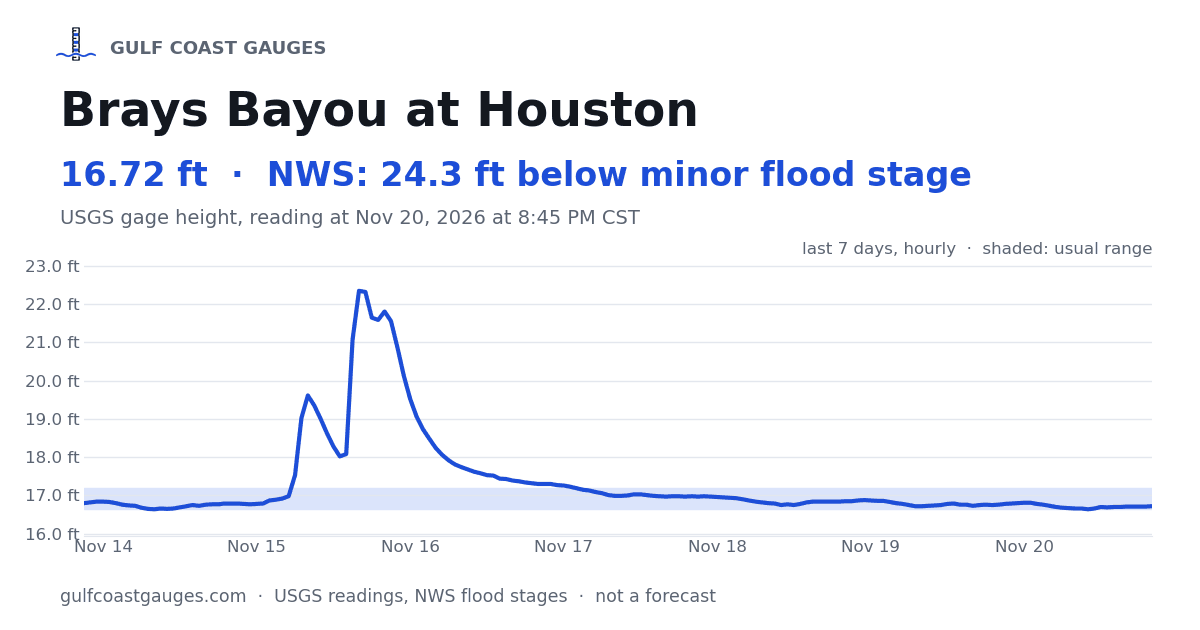 GULF COAST GAUGES
Brays Bayou at Houston
16.72 ft · NWS: 24.3 ft below minor flood stage
USGS gage height, reading at Nov 20, 2026 at 8:45 PM CST
last 7 days, hourly · shaded: usual range
23.0 ft
22.0 ft
21.0 ft
20.0 ft
19.0 ft
18.0 ft
17.0 ft
16.0 ft
Nov 14 Nov 15 Nov 16 Nov 17 Nov 18 Nov 19 Nov 20
gulfcoastgauges.com · USGS readings, NWS flood stages · not a forecast